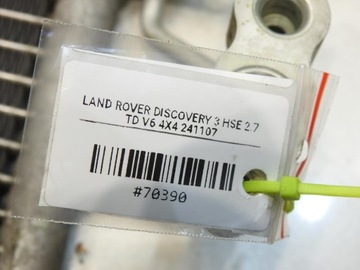 LAND ROVER DISCOVERY 3 HSE 2.7
TD V6 4X4 241107
#70390